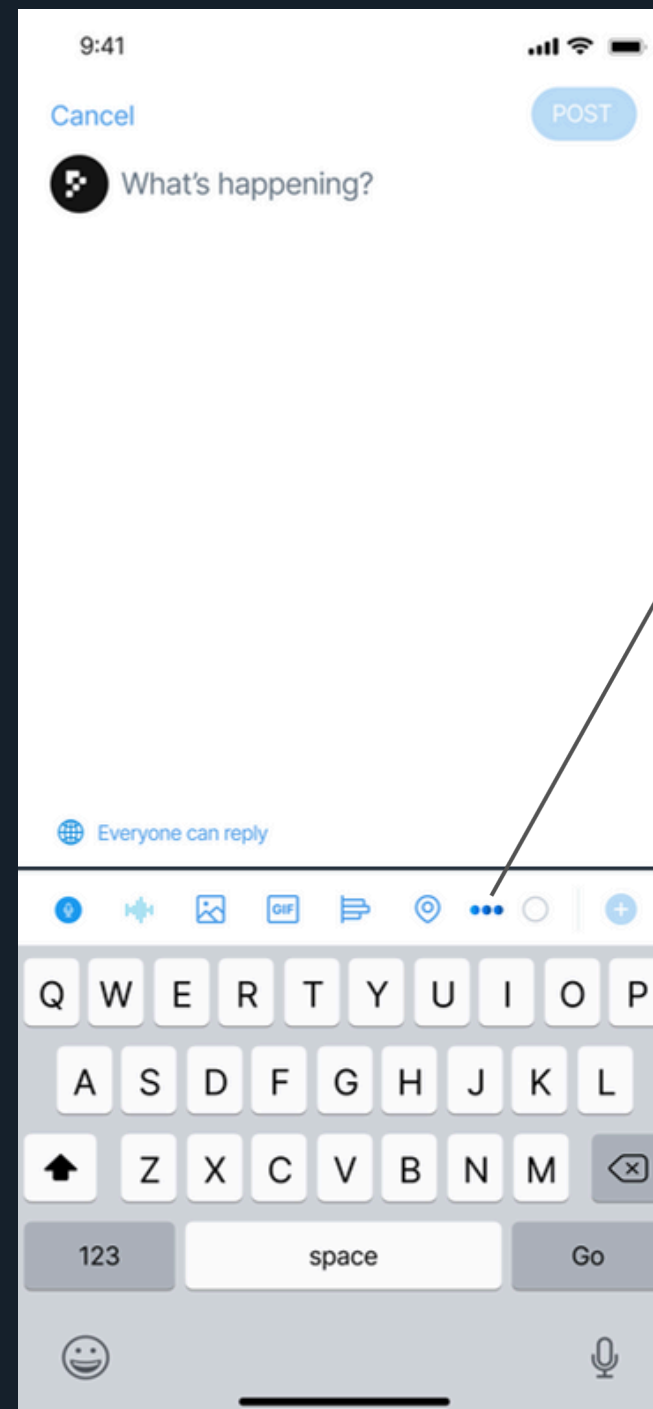 9:41
Cancel
POST
What's happening?
Everyone can reply
GIF
Q W E R T Y U I O P
A S D F G H J K L
Z X C V B N M
123 space Go